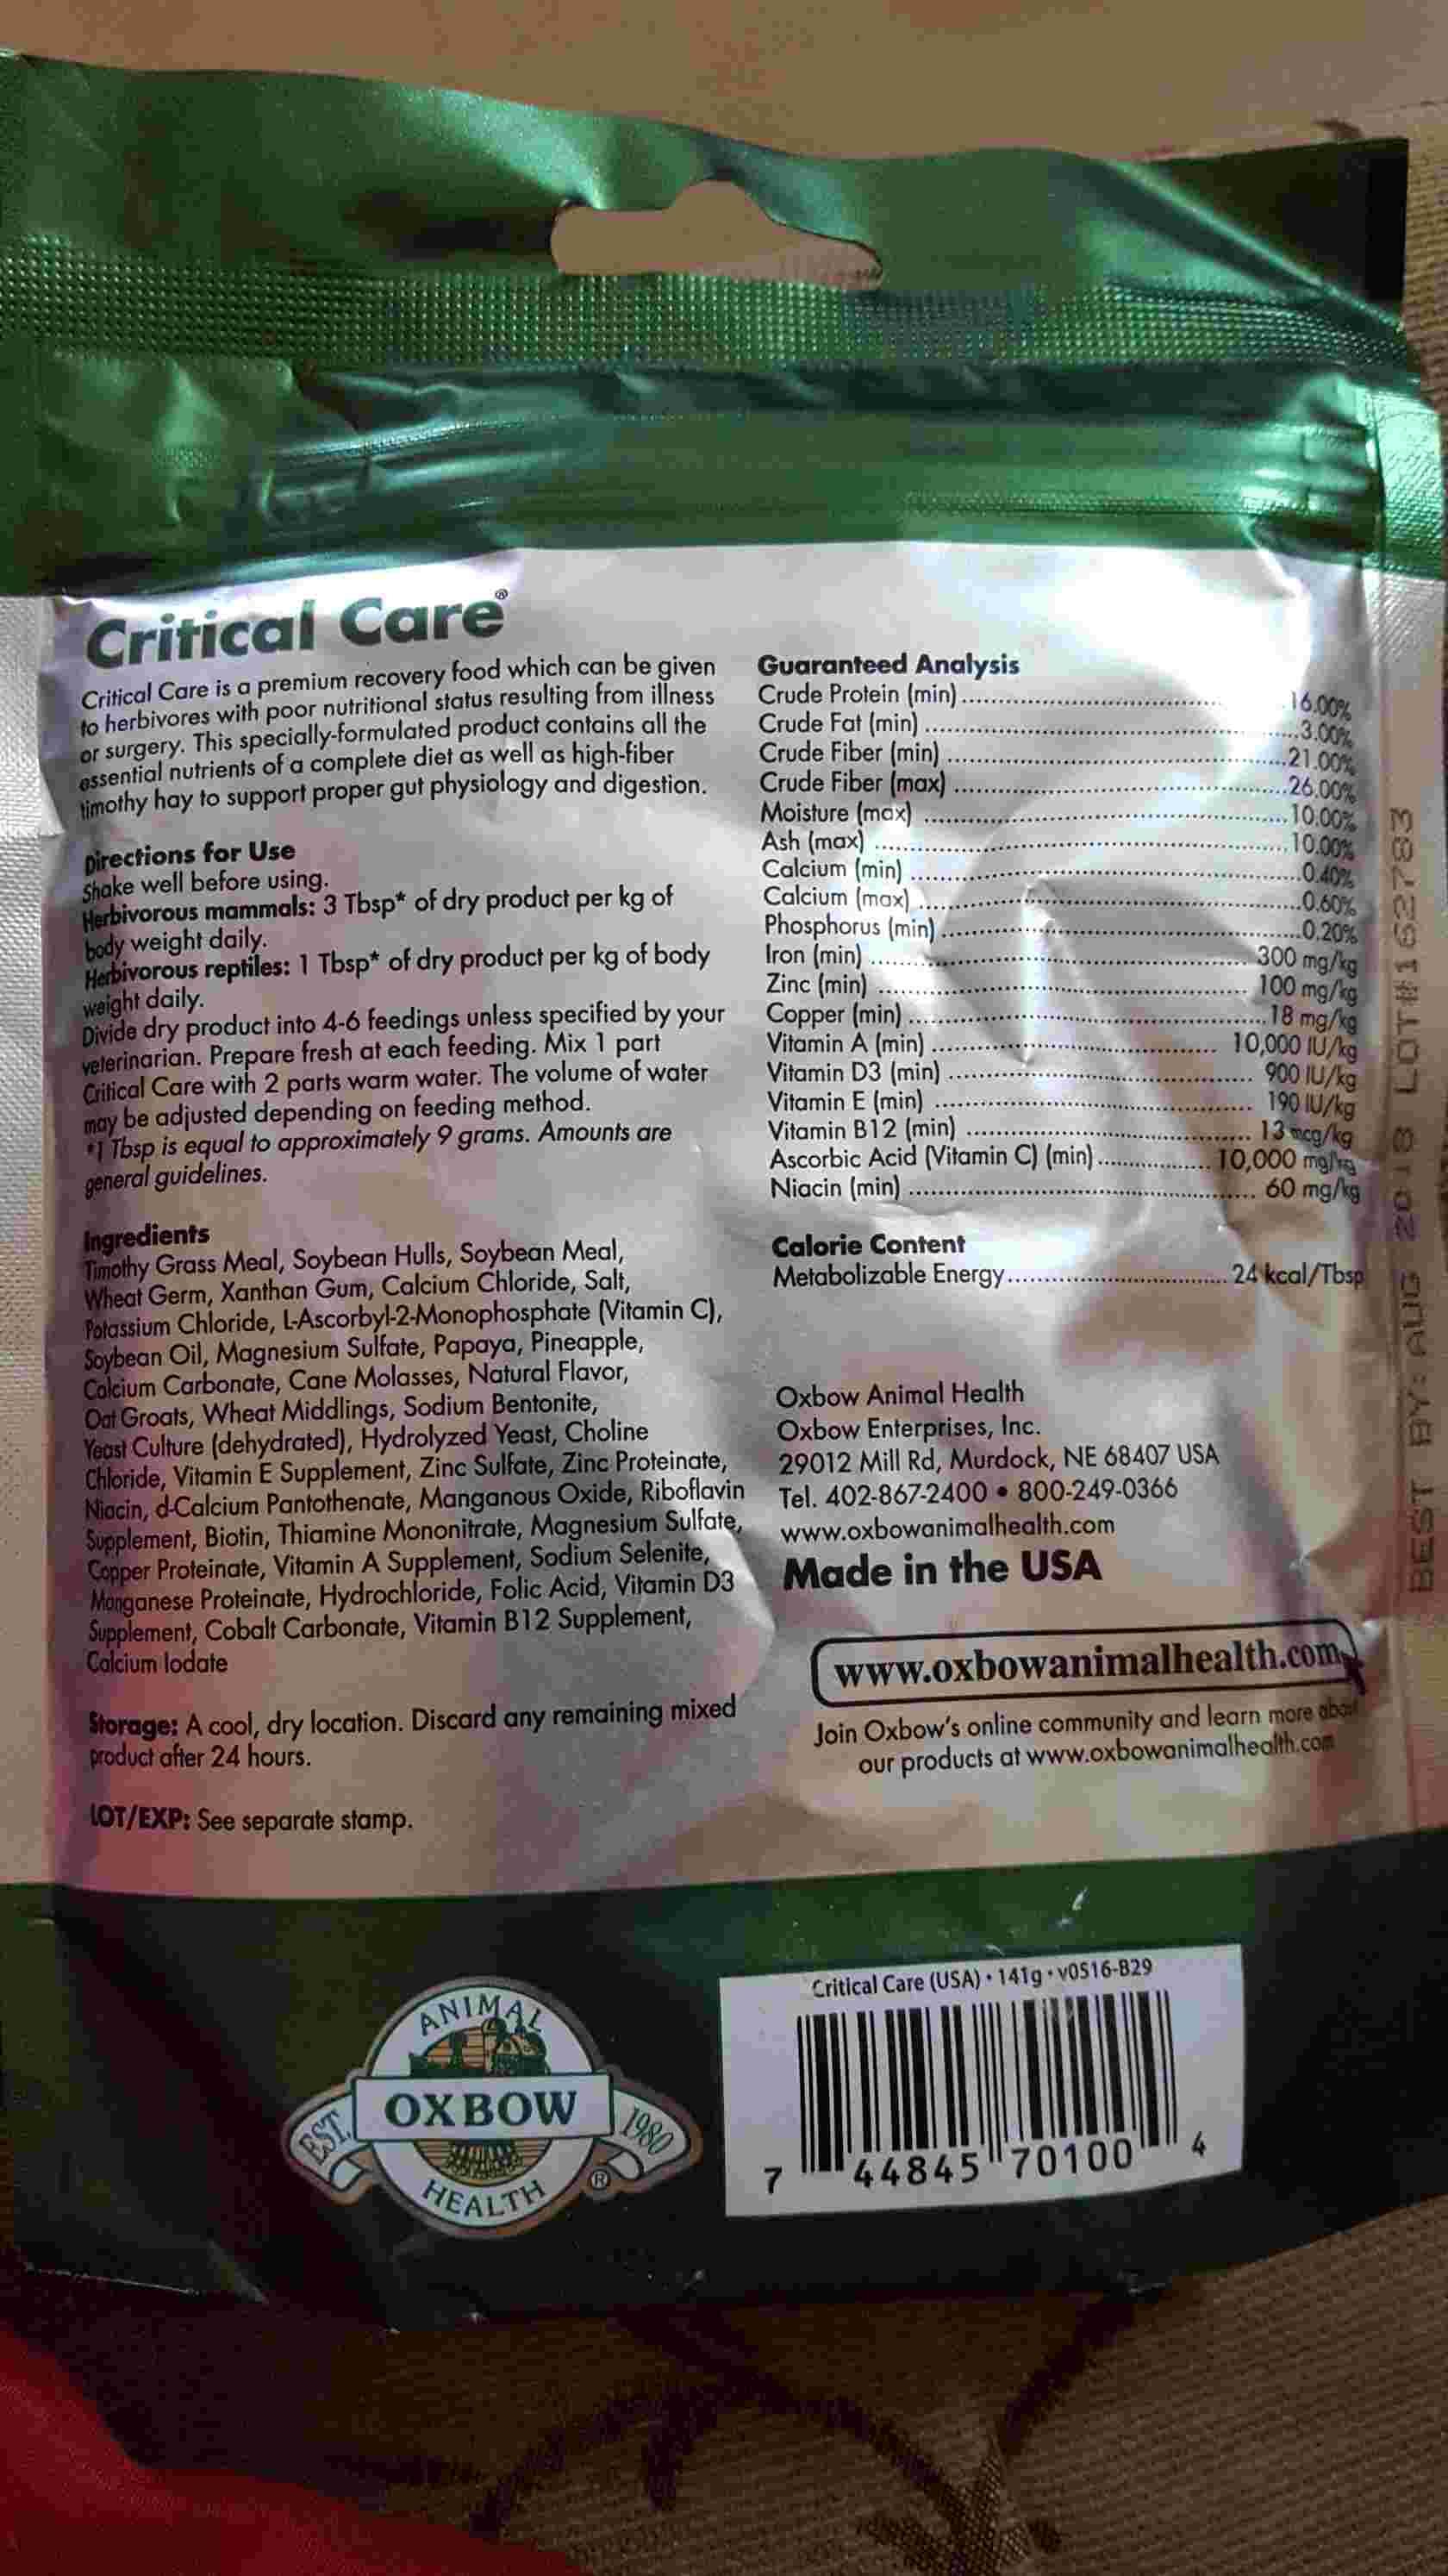 Critical Care®
Critical Care is a premium recovery food which can be given
to herbivores with poor nutritional status resulting from illness
or surgery. This specially-formulated product contains all the
essential nutrients of a complete diet as well as high-fiber
timothy hay to support proper gut physiology and digestion.
Directions for Use
Shake well before using.
Herbivorous mammals: 3 Tbsp* of dry product per kg of
body weight daily.
Herbivorous reptiles: 1 Tbsp* of dry product per kg of body
weight daily.
Divide dry product into 4-6 feedings unless specified by your
veterinarian. Prepare fresh at each feeding. Mix 1 part
Critical Care with 2 parts warm water. The volume of water
may be adjusted depending on feeding method.
*1 Tbsp is equal to approximately 9 grams. Amounts are
general guidelines.
Ingredients
Timothy Grass Meal, Soybean Hulls, Soybean Meal,
Wheat Germ, Xanthan Gum, Calcium Chloride, Salt,
Potassium Chloride, L-Ascorbyl-2-Monophosphate (Vitamin C),
Soybean Oil, Magnesium Sulfate, Papaya, Pineapple,
Calcium Carbonate, Cane Molasses, Natural Flavor,
Oat Groats, Wheat Middlings, Sodium Bentonite,
Yeast Culture (dehydrated), Hydrolyzed Yeast, Choline
Chloride, Vitamin E Supplement, Zinc Sulfate, Zinc Proteinate,
Niacin, d-Calcium Pantothenate, Manganous Oxide, Riboflavin
Supplement, Biotin, Thiamine Mononitrate, Magnesium Sulfate,
Copper Proteinate, Vitamin A Supplement, Sodium Selenite,
Manganese Proteinate, Hydrochloride, Folic Acid, Vitamin D3
Supplement, Cobalt Carbonate, Vitamin B12 Supplement,
Calcium Iodate
Storage: A cool, dry location. Discard any remaining mixed
product after 24 hours.
LOT/EXP: See separate stamp.
Guaranteed Analysis
Crude Protein (min) 16.00%
Crude Fat (min) 3.00%
Crude Fiber (min) 21.00%
Crude Fiber (max) 26.00%
Moisture (max) 10.00%
Ash (max) 10.00%
Calcium (min) 0.40%
Calcium (max) 0.60%
Phosphorus (min) 0.20%
Iron (min) 300 mg/kg
Zinc (min) 100 mg/kg
Copper (min) 18 mg/kg
Vitamin A (min) 10,000 IU/kg
Vitamin D3 (min) 900 IU/kg
Vitamin E (min) 190 IU/kg
Vitamin B12 (min) 13 mcg/kg
Ascorbic Acid (Vitamin C) (min) 10,000 mg/kg
Niacin (min) 60 mg/kg
Calorie Content
Metabolizable Energy 24 kcal/Tbsp
Oxbow Animal Health
Oxbow Enterprises, Inc.
29012 Mill Rd, Murdock, NE 68407 USA
Tel. 402-867-2400 • 800-249-0366
www.oxbowanimalhealth.com
Made in the USA
www.oxbowanimalhealth.com
Join Oxbow's online community and learn more about
our products at www.oxbowanimalhealth.com
BEST BY: AUG 2018 LOT#162783
ANIMAL
OXBOW
HEALTH
EST. 1980
®
Critical Care (USA) • 141g • v0516-B29
7 44845 70100 4